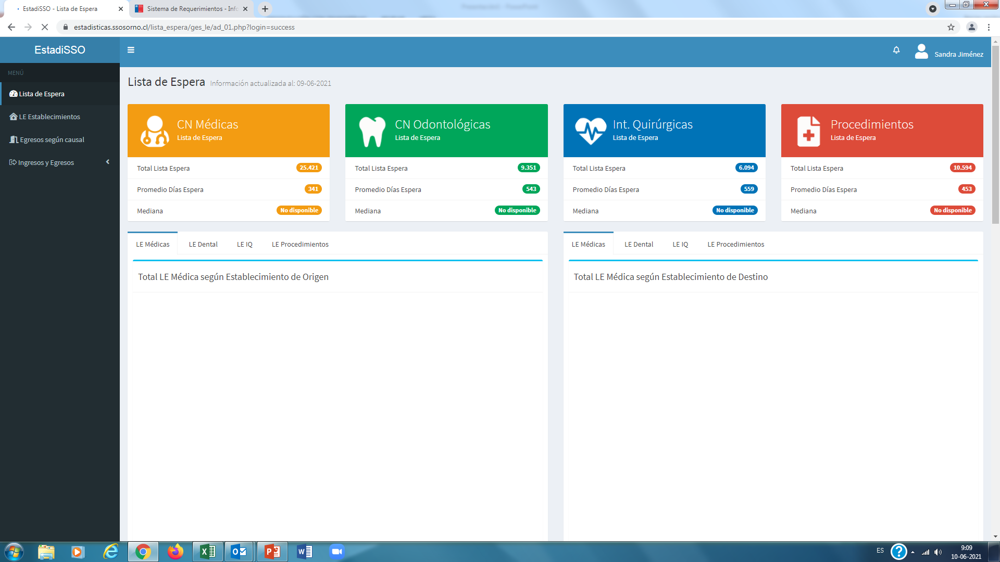 EstadiSSO - Lista de Espera
Sistema de Requerimientos - Info
estadisticas.ssosorno.cl/lista_espera/ges_le/ad_01.php?login=success
EstadiSSO
Sandra Jiménez
MENÚ
Lista de Espera
LE Establecimientos
Egresos según causal
Ingresos y Egresos
Lista de Espera Información actualizada al: 09-06-2021
CN Médicas
Lista de Espera
Total Lista Espera 25.421
Promedio Días Espera 341
Mediana No disponible
CN Odontológicas
Lista de Espera
Total Lista Espera 9.351
Promedio Días Espera 543
Mediana No disponible
Int. Quirúrgicas
Lista de Espera
Total Lista Espera 6.094
Promedio Días Espera 559
Mediana No disponible
Procedimientos
Lista de Espera
Total Lista Espera 10.594
Promedio Días Espera 453
Mediana No disponible
LE Médicas LE Dental LE IQ LE Procedimientos
Total LE Médica según Establecimiento de Origen
LE Médicas LE Dental LE IQ LE Procedimientos
Total LE Médica según Establecimiento de Destino
ES
9:09
10-06-2021